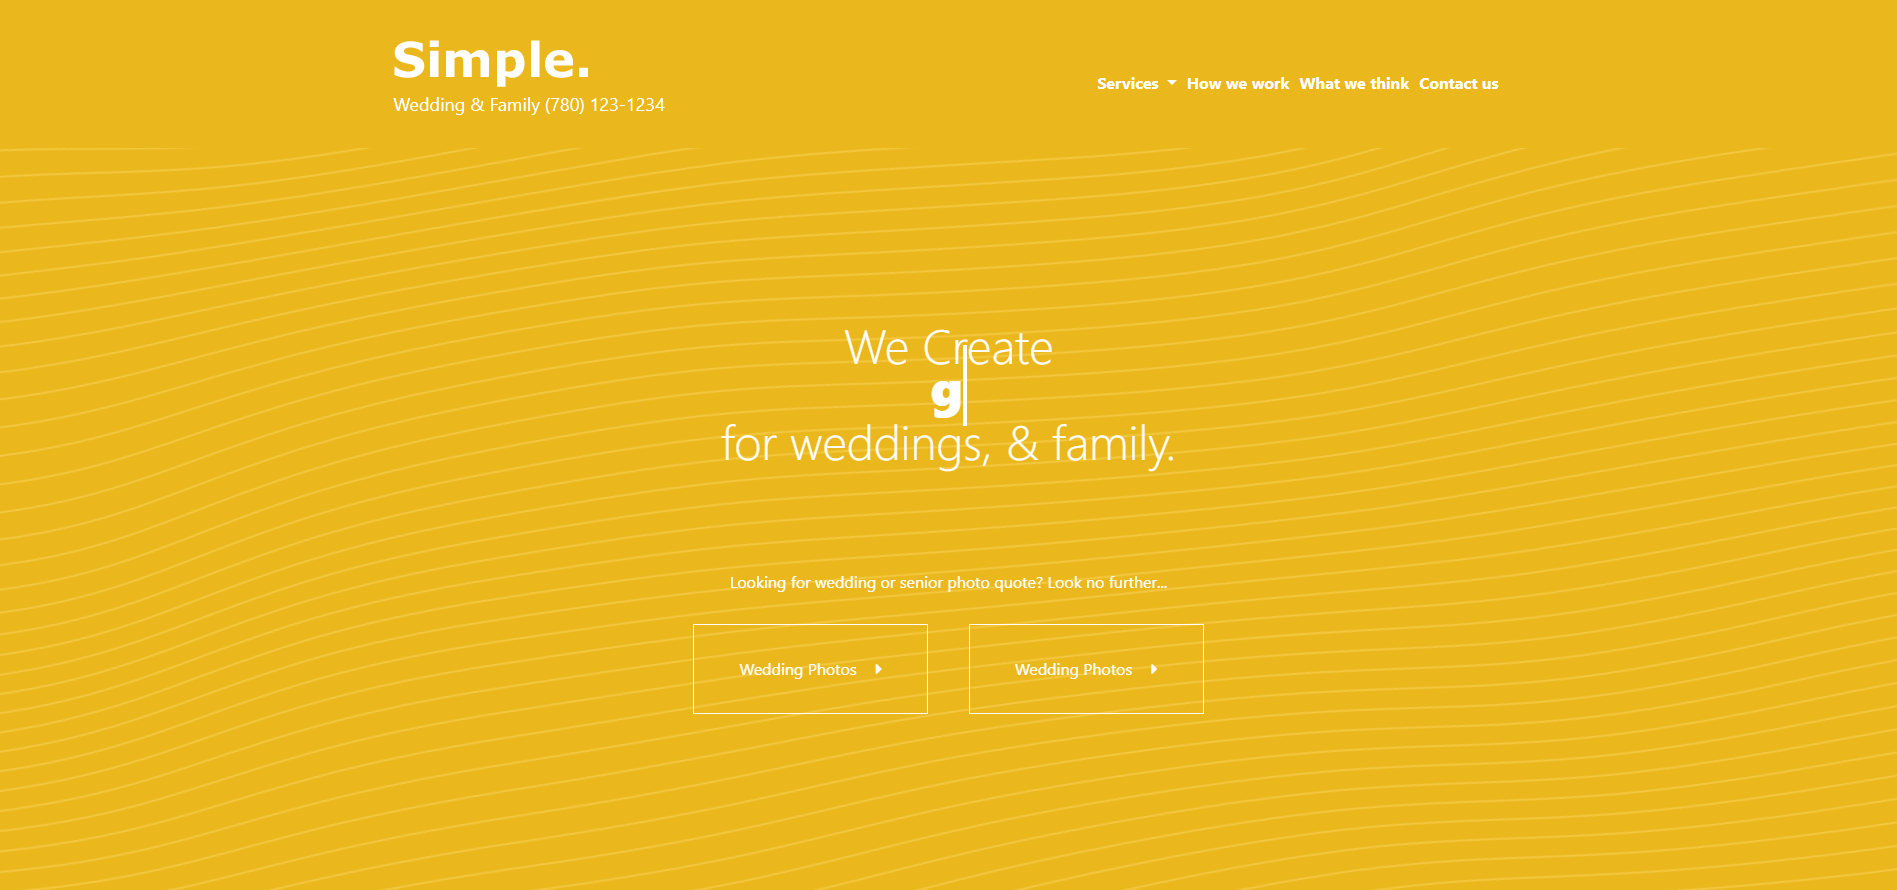 Simple.
Wedding & Family (780) 123-1234
Services How we work What we think Contact us
We Create
g
for weddings, & family.
Looking for wedding or senior photo quote? Look no further...
Wedding Photos
Wedding Photos